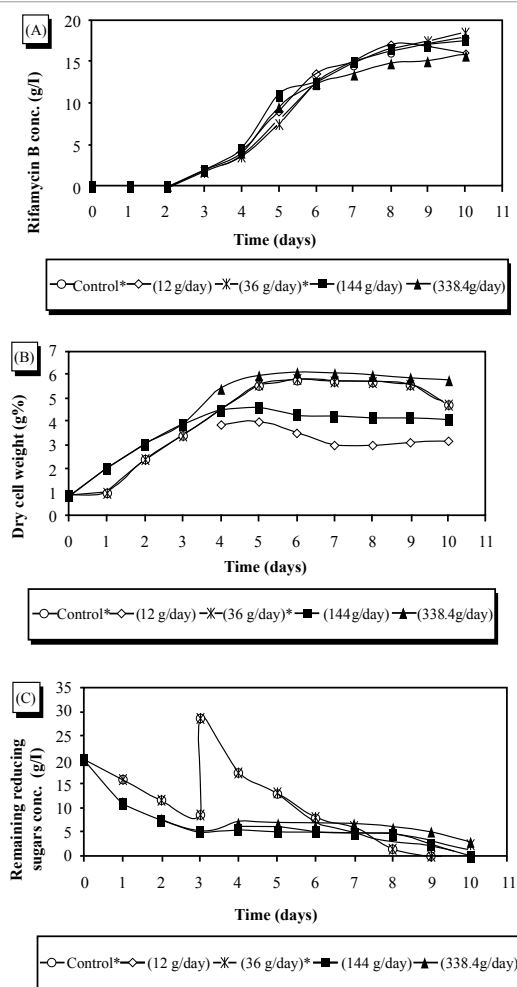 (A)
20
15
10
5
0
Rifamycin B conc. (g/l)
0 1 2 3 4 5 6 7 8 9 10 11
Time (days)
Control* (12 g/day) (36 g/day)* (144 g/day) (338.4g/day)
(B)
7
6
5
4
3
2
1
0
Dry cell weight (g%)
0 1 2 3 4 5 6 7 8 9 10 11
Time (days)
Control* (12 g/day) (36 g/day)* (144 g/day) (338.4g/day)
(C)
35
30
25
20
15
10
5
0
Remaining reducing
sugars conc. (g/l)
0 1 2 3 4 5 6 7 8 9 10 11
Time (days)
Control* (12 g/day) (36 g/day)* (144 g/day) (338.4g/day)